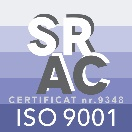 SR
AC
CERTIFICAT nr.9348
ISO 9001